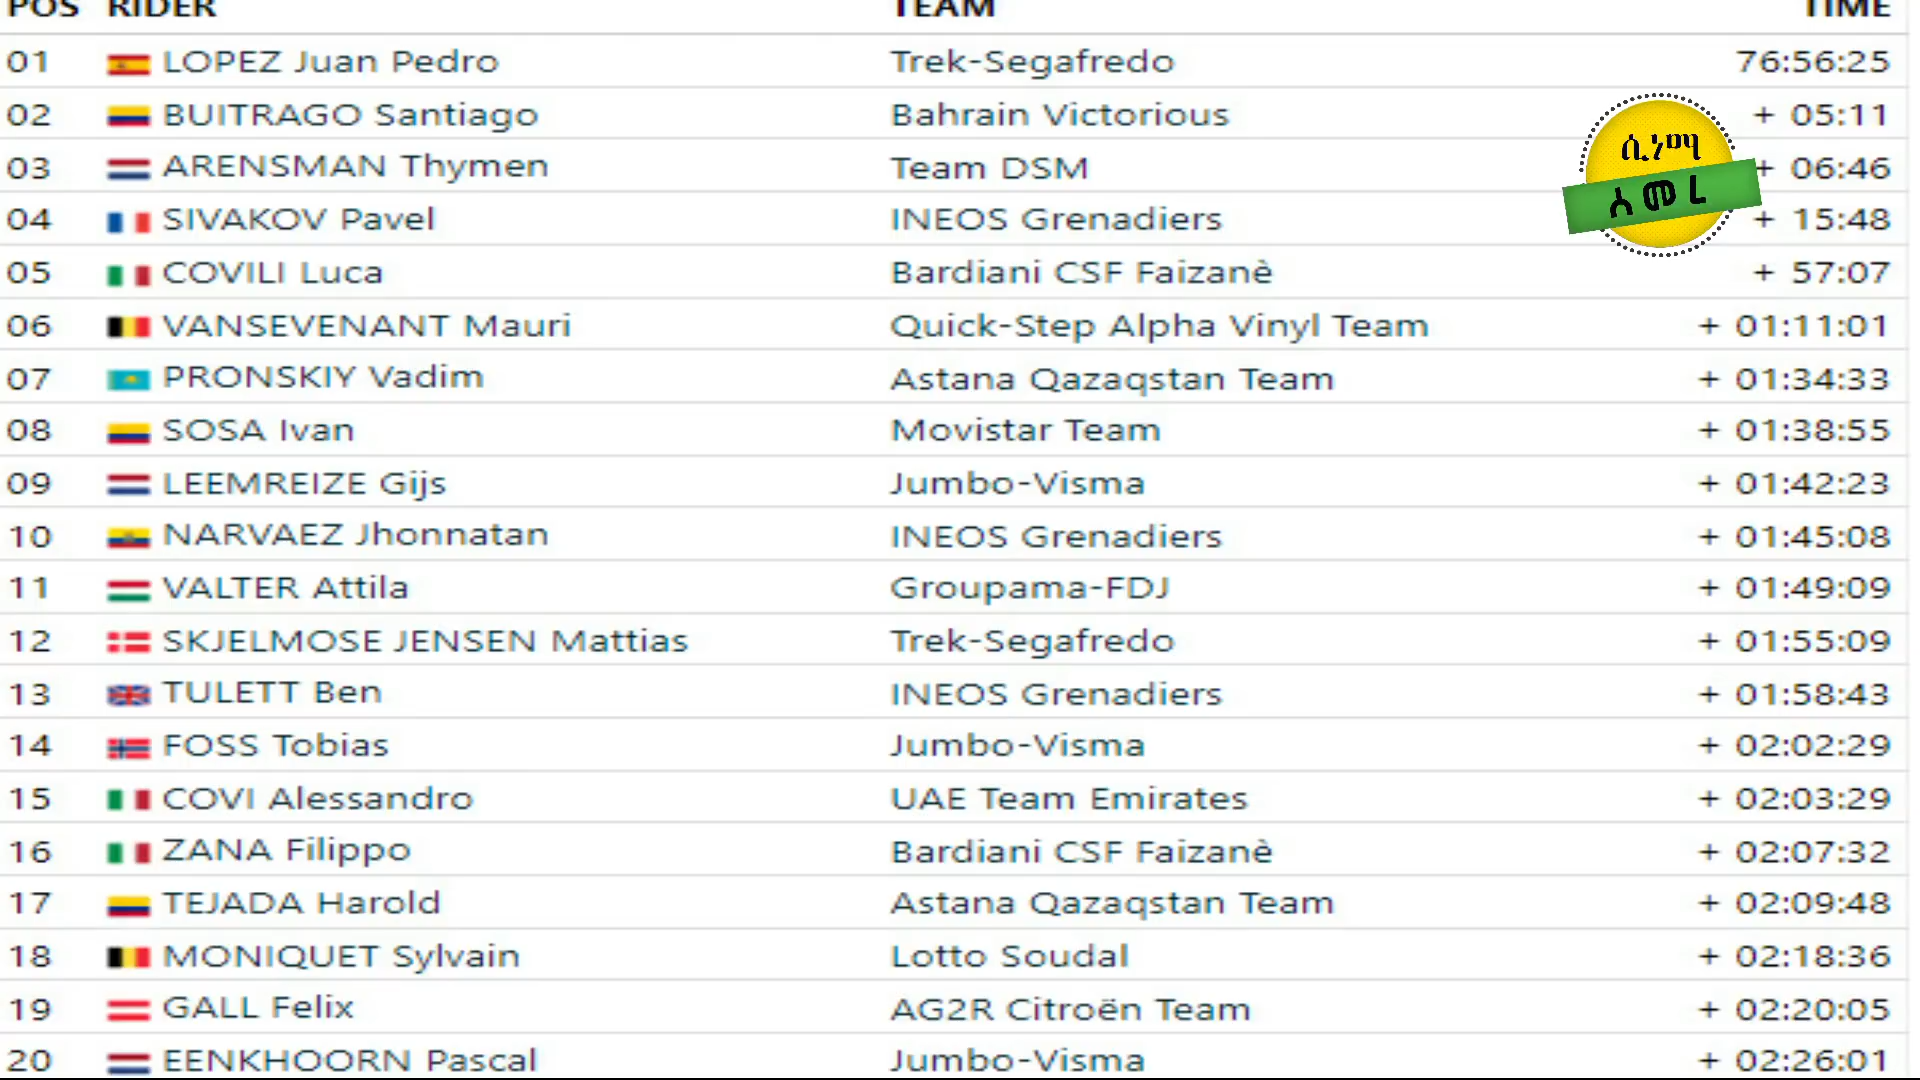 POS RIDER TEAM TIME
01 LOPEZ Juan Pedro Trek-Segafredo 76:56:25
02 BUITRAGO Santiago Bahrain Victorious + 05:11
03 ARENSMAN Thymen Team DSM + 06:46
04 SIVAKOV Pavel INEOS Grenadiers + 15:48
05 COVILI Luca Bardiani CSF Faizanè + 57:07
06 VANSEVENANT Mauri Quick-Step Alpha Vinyl Team + 01:11:01
07 PRONSKIY Vadim Astana Qazaqstan Team + 01:34:33
08 SOSA Ivan Movistar Team + 01:38:55
09 LEEMREIZE Gijs Jumbo-Visma + 01:42:23
10 NARVAEZ Jhonnatan INEOS Grenadiers + 01:45:08
11 VALTER Attila Groupama-FDJ + 01:49:09
12 SKJELMOSE JENSEN Mattias Trek-Segafredo + 01:55:09
13 TULETT Ben INEOS Grenadiers + 01:58:43
14 FOSS Tobias Jumbo-Visma + 02:02:29
15 COVI Alessandro UAE Team Emirates + 02:03:29
16 ZANA Filippo Bardiani CSF Faizanè + 02:07:32
17 TEJADA Harold Astana Qazaqstan Team + 02:09:48
18 MONIQUET Sylvain Lotto Soudal + 02:18:36
19 GALL Felix AG2R Citroën Team + 02:20:05
20 EENKHOORN Pascal Jumbo-Visma + 02:26:01
ሲነማ
ሰመረ